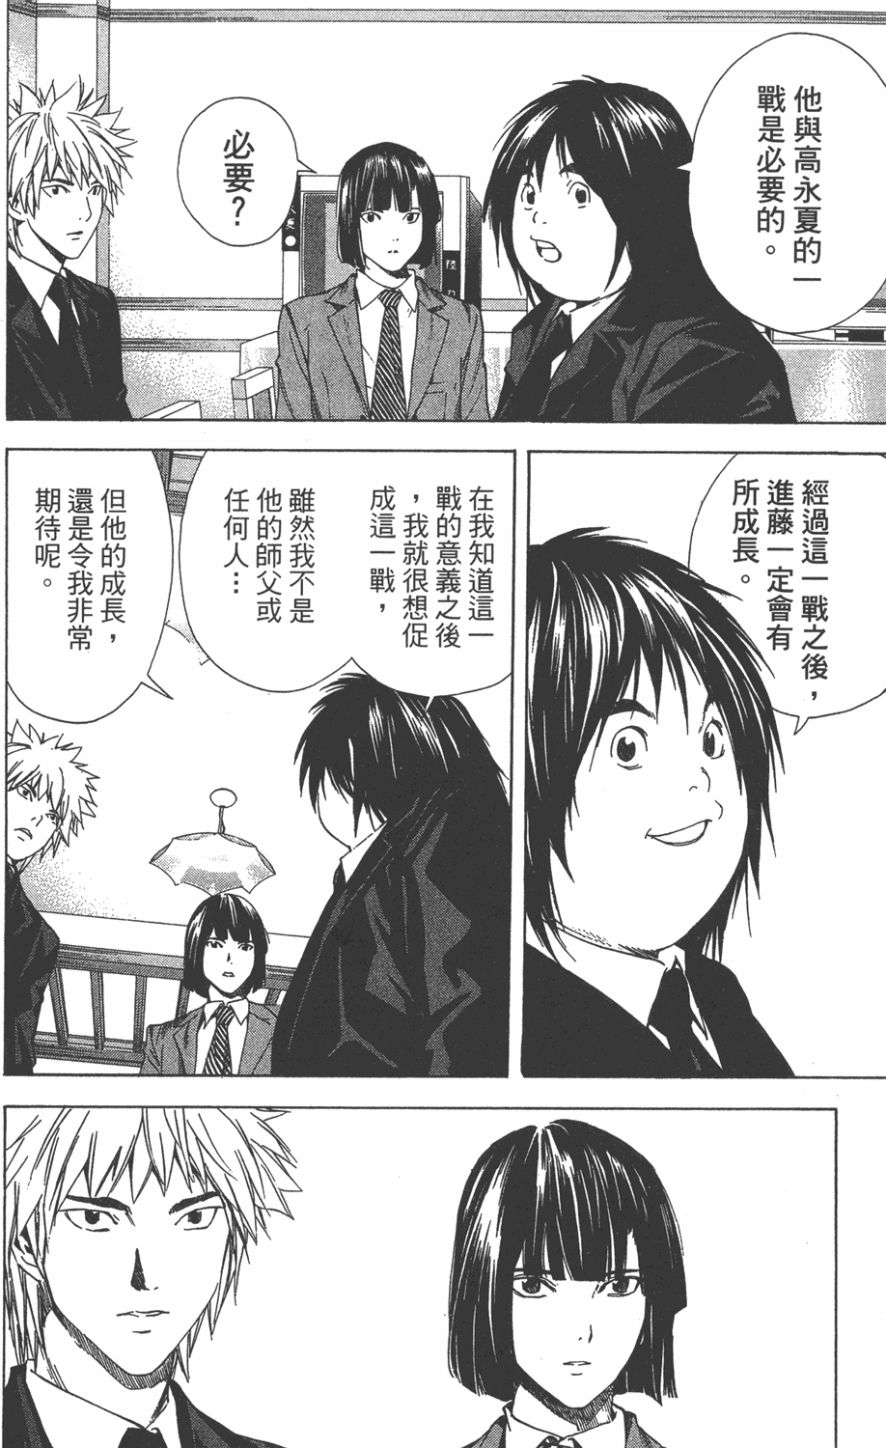 他與高永夏的一
戰是必要的。
必要？
經過這一戰之後，
進藤一定會有
所成長。
在我知道這一
戰的意義之後
，我就很想促
成這一戰，
雖然我不是
他的師父或
任何人…
但他的成長，
還是令我非常
期待呢。